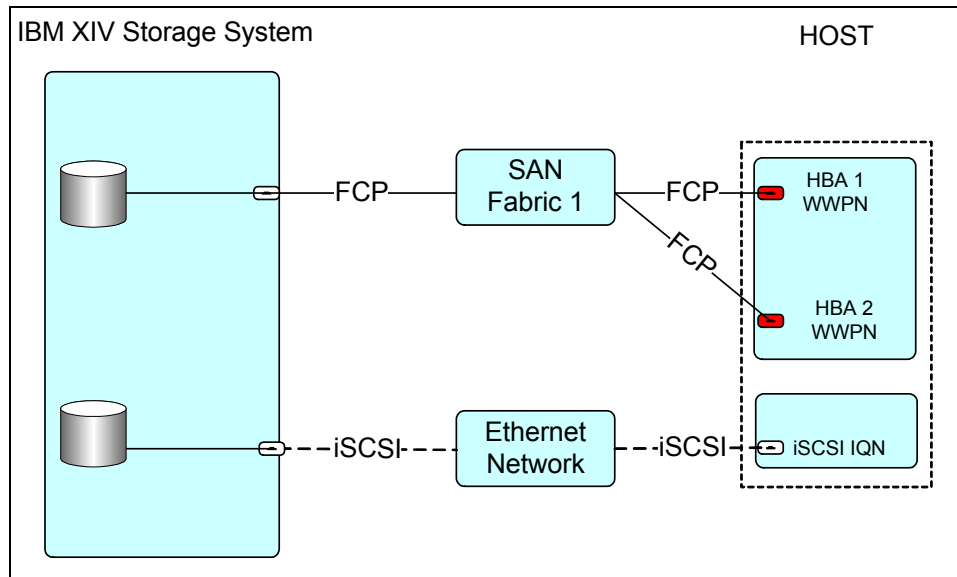 IBM XIV Storage System
HOST
FCP
SAN
Fabric 1
FCP
HBA 1
WWPN
FCP
HBA 2
WWPN
iSCSI
Ethernet
Network
iSCSI
iSCSI IQN